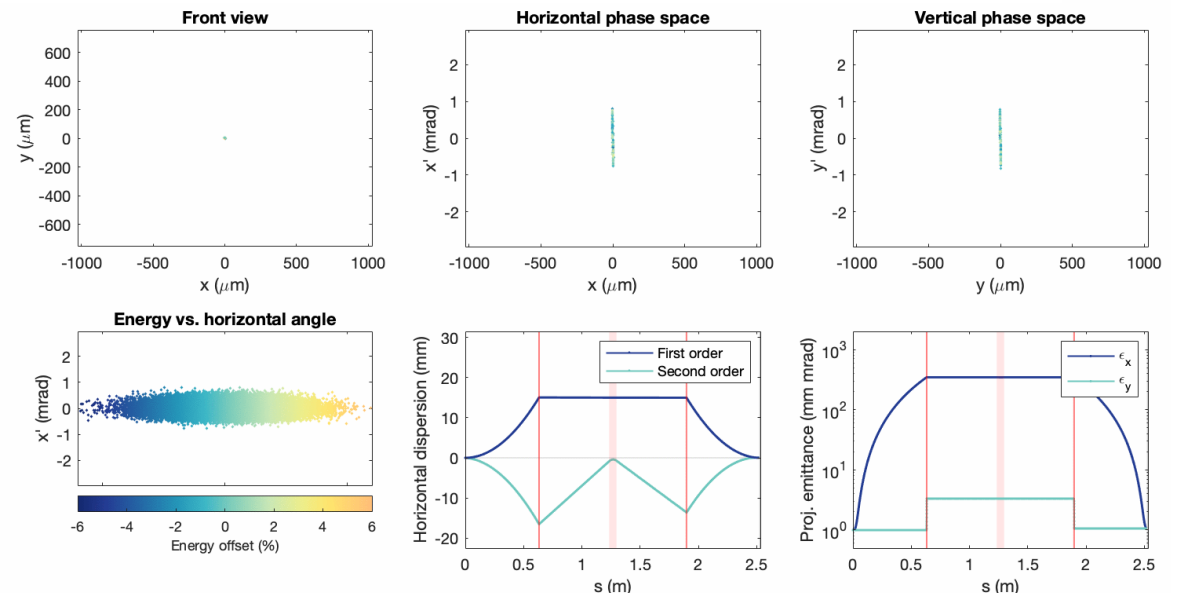 Front view
Horizontal phase space
Vertical phase space
600
400
200
0
-200
-400
-600
y (μm)
-1000 -500 0 500 1000
x (μm)
2
1
0
-1
-2
x' (mrad)
-1000 -500 0 500 1000
x (μm)
2
1
0
-1
-2
y' (mrad)
-1000 -500 0 500 1000
y (μm)
Energy vs. horizontal angle
2
1
0
-1
-2
x' (mrad)
-6 -4 -2 0 2 4 6
Energy offset (%)
30
20
10
0
-10
-20
Horizontal dispersion (mm)
First order
Second order
0 0.5 1 1.5 2 2.5
s (m)
10³
10²
10¹
10⁰
Proj. emittance (mm mrad)
ϵx
ϵy
0 0.5 1 1.5 2 2.5
s (m)